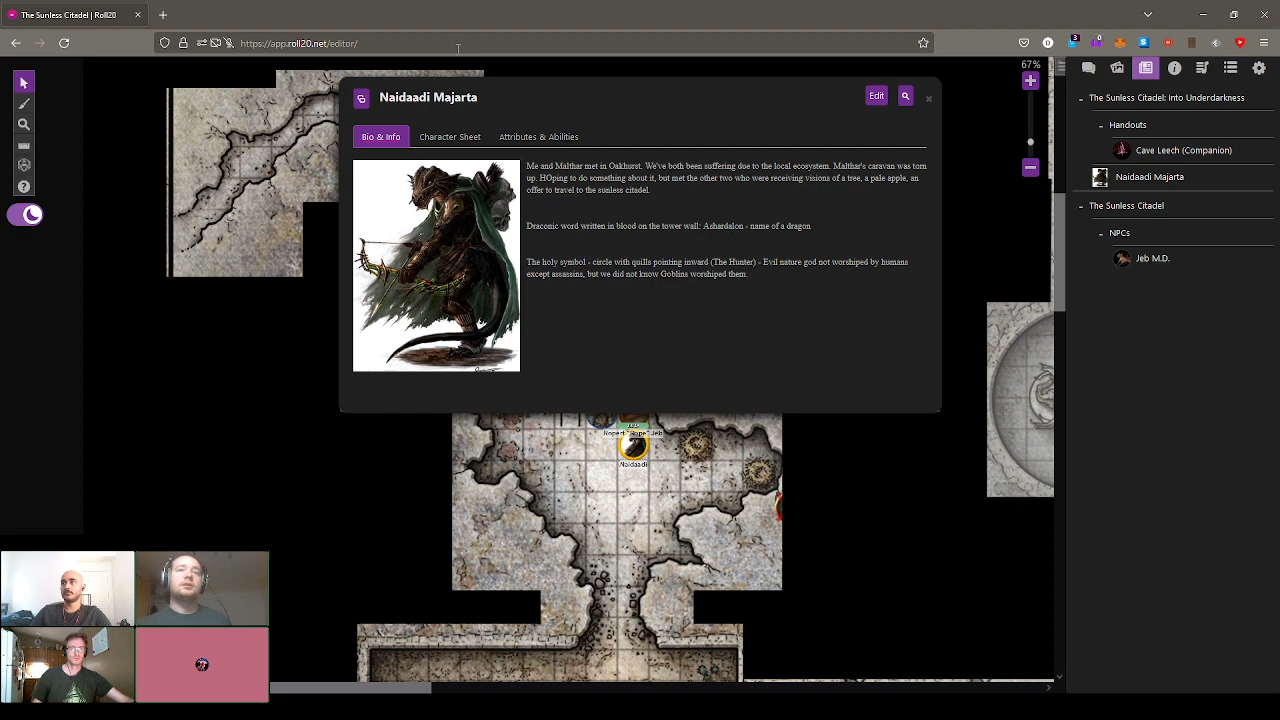 The Sunless Citadel | Roll20
https://app.roll20.net/editor/
67%
Naidaadi Majarta
Edit
Bio & Info
Character Sheet
Attributes & Abilities
Me and Malthar met in Oakhurst. We've both been suffering due to the local ecosystem. Malthar's caravan was torn
up. HOping to do something about it, but met the other two who were receiving visions of a tree, a pale apple, an
offer to travel to the sunless citadel.
Draconic word written in blood on the tower wall: Ashardalon - name of a dragon
The holy symbol - circle with quills pointing inward (The Hunter) - Evil nature god not worshiped by humans
except assassins, but we did not know Goblins worshiped them.
The Sunless Citadel: Into Underdarkness
Handouts
Cave Leech (Companion)
Naidaadi Majarta
The Sunless Citadel
NPCs
Jeb M.D.
Ropert "Rope" Jeb
Naidaadi